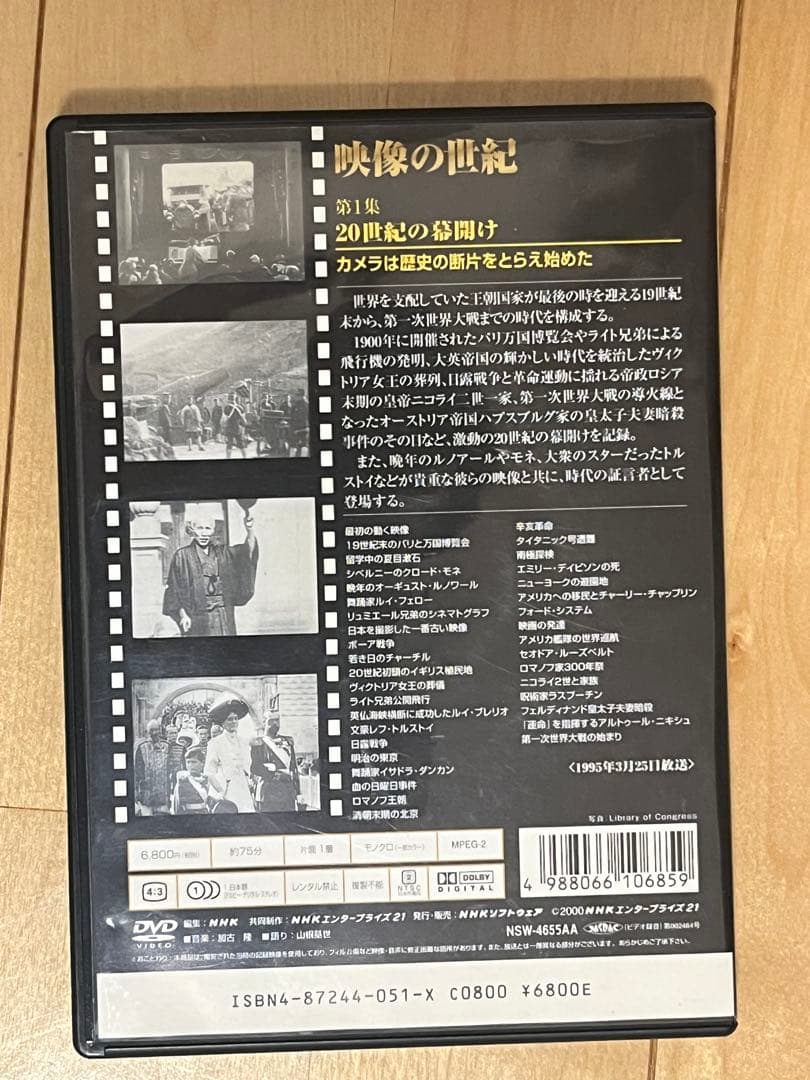 映像の世紀
第1集
20世紀の幕開け
カメラは歴史の断片をとらえ始めた
世界を支配していた王朝国家が最後の時を迎える19世紀
末から、第一次世界大戦までの時代を構成する。
1900年に開催されたパリ万国博覧会やライト兄弟による
飛行機の発明、大英帝国の輝かしい時代を統治したヴィク
トリア女王の葬列、日露戦争と革命運動に揺れる帝政ロシア
末期の皇帝ニコライ二世一家、第一次世界大戦の導火線と
なったオーストリア帝国ハプスブルグ家の皇太子夫妻暗殺
事件のその日など、激動の20世紀の幕開けを記録。
また、晩年のルノアールやモネ、大衆のスターだったトル
ストイなどが貴重な彼らの映像と共に、時代の証言者として
登場する。
最初の動く映像
19世紀末のパリと万国博覧会
留学中の夏目漱石
シベルニーのクロード・モネ
晩年のオーギュスト・ルノワール
舞踊家ルイ・フェロー
リュミエール兄弟のシネマトグラフ
日本を撮影した一番古い映像
ボーア戦争
若き日のチャーチル
20世紀初頭のイギリス植民地
ヴィクトリア女王の葬儀
ライト兄弟公開飛行
英仏海峡横断に成功したルイ・ブレリオ
文豪レフ・トルストイ
日露戦争
明治の東京
舞踊家イサドラ・ダンカン
血の日曜日事件
ロマノフ王朝
清朝末期の北京
辛亥革命
タイタニック号遭難
南極探検
エミリー・デイビソンの死
ニューヨークの遊園地
アメリカへの移民とチャーリー・チャップリン
フォード・システム
映画の発達
アメリカ艦隊の世界巡航
セオドア・ルーズベルト
ロマノフ家300年祭
ニコライ2世と家族
呪術家ラスプーチン
フェルディナンド皇太子夫妻暗殺
「運命」を指揮するアルトゥール・ニキシュ
第一次世界大戦の始まり
〈1995年3月25日放送〉
写真：Library of Congress
6,800円(税別) 約75分 片面1層 モノクロ(一部カラー) MPEG-2
4:3 1.日本語 (ドルビーデジタル・ステレオ) レンタル禁止 複製不能 2 NTSC 日本市場向 DOLBY DIGITAL
4 988066 106859
DVD VIDEO
編集：NHK 共同制作：NHKエンタープライズ21 発行・販売：NHKソフトウェア ©2000 NHKエンタープライズ21
■音楽：加古 隆 ■語り：山根基世
NSW-4655AA
ISBN4-87244-051-X C0800 ¥6800E